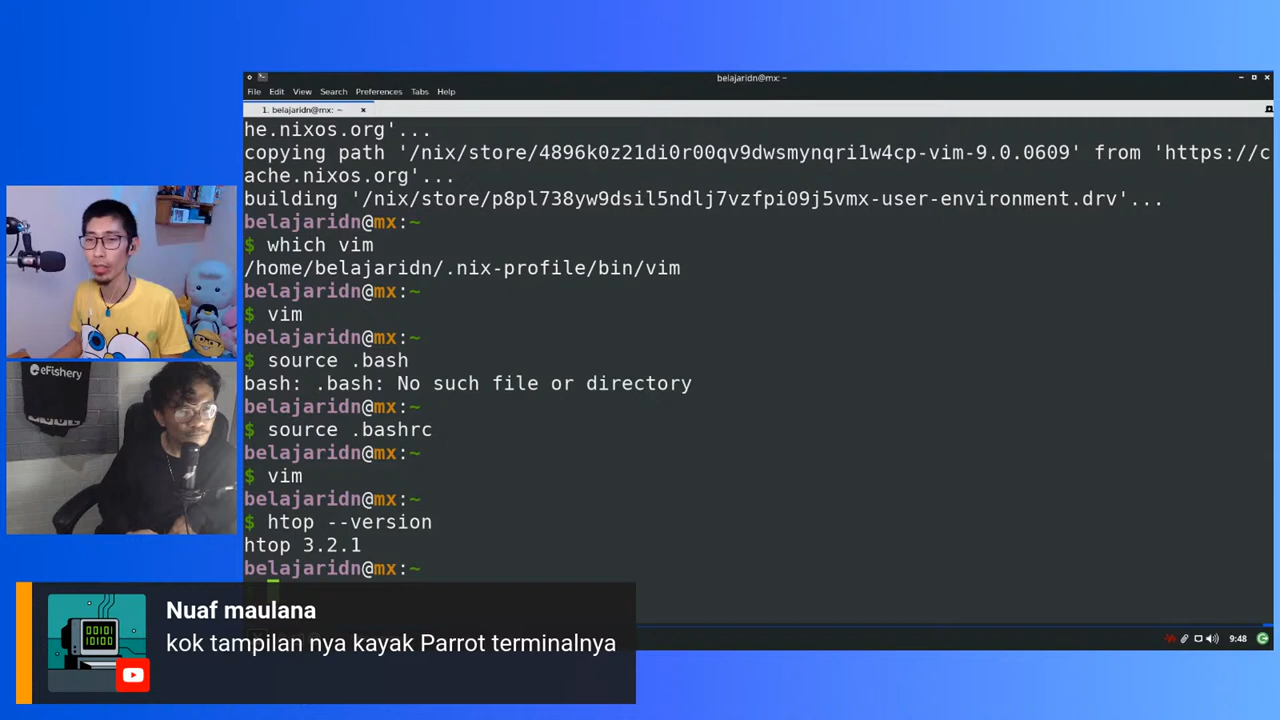 belajaridn@mx: ~
File Edit View Search Preferences Tabs Help
1. belajaridn@mx: ~
he.nixos.org'...
copying path '/nix/store/4896k0z21di0r00qv9dwsmynqri1w4cp-vim-9.0.0609' from 'https://c
ache.nixos.org'...
building '/nix/store/p8pl738yw9dsil5ndlj7vzfpi09j5vmx-user-environment.drv'...
belajaridn@mx:~
$ which vim
/home/belajaridn/.nix-profile/bin/vim
belajaridn@mx:~
$ vim
belajaridn@mx:~
$ source .bash
bash: .bash: No such file or directory
belajaridn@mx:~
$ source .bashrc
belajaridn@mx:~
$ vim
belajaridn@mx:~
$ htop --version
htop 3.2.1
belajaridn@mx:~
eFishery
Nuaf maulana
kok tampilan nya kayak Parrot terminalnya
00101
10100
9:48